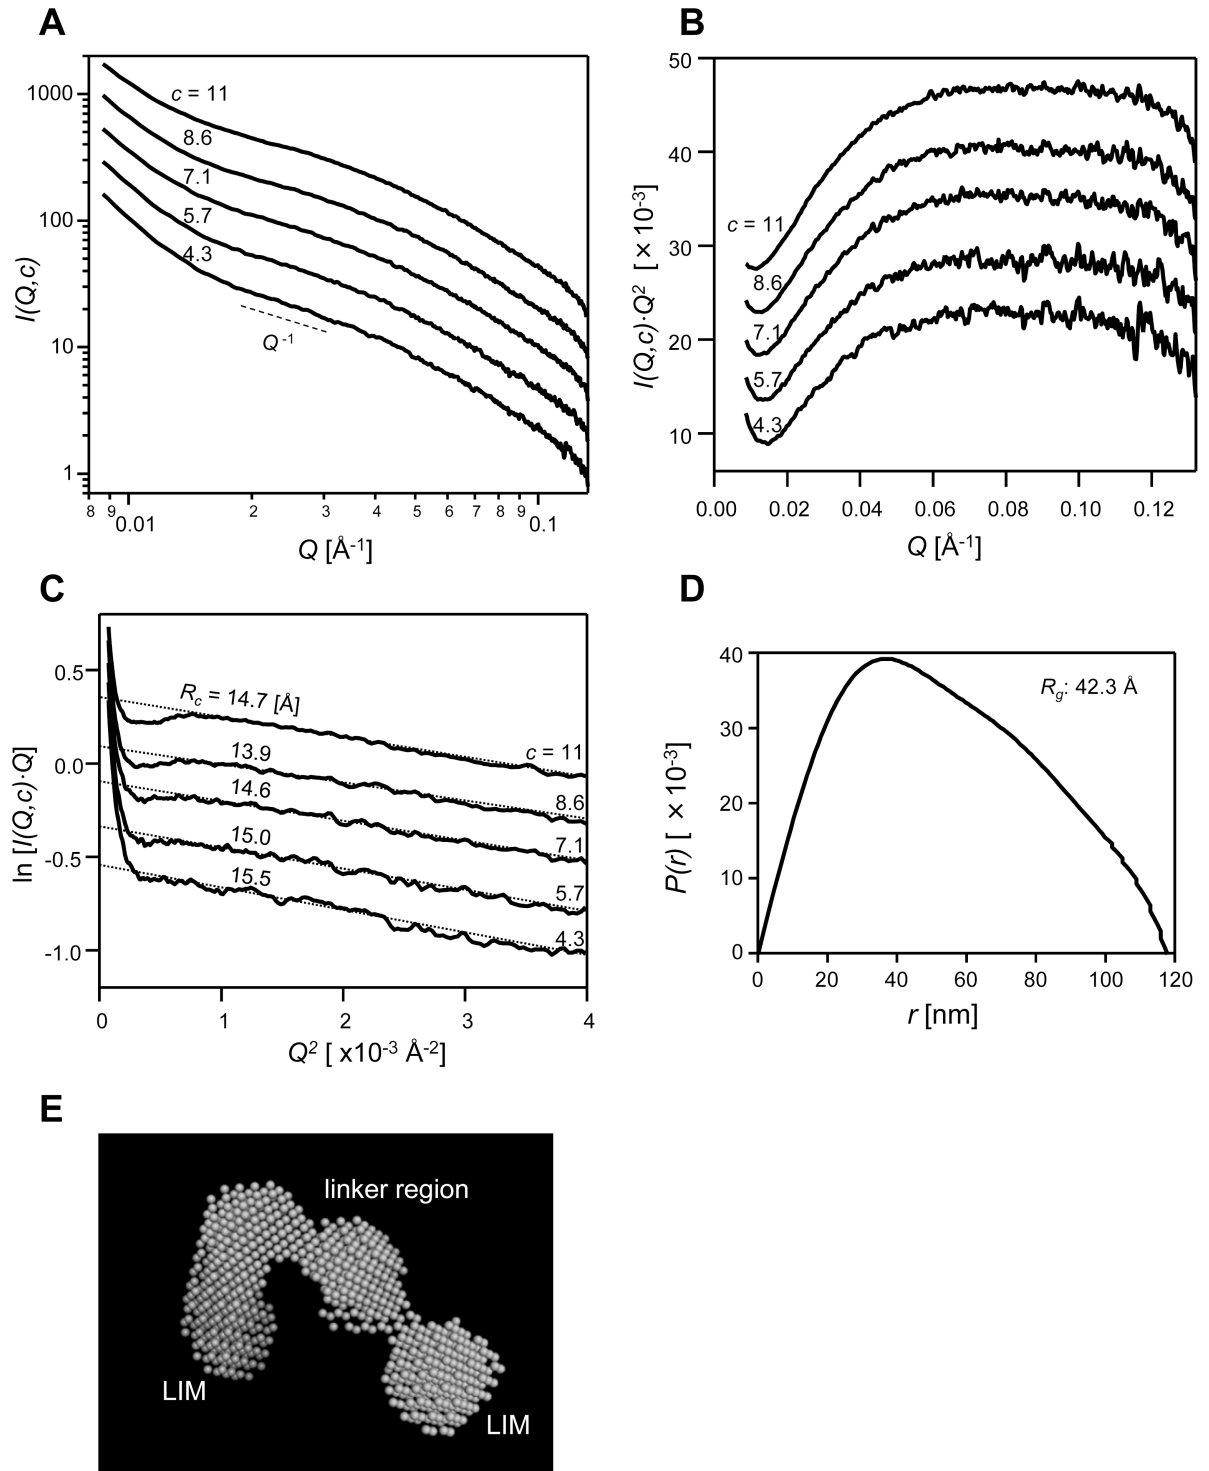 A
1000
100
10
1
I(Q,c)
c = 11
8.6
7.1
5.7
4.3
Q-1
8 9 0.01 2 3 4 5 6 7 8 9 0.1
Q [Å-1]
B
50
40
30
20
10
I(Q,c)·Q2 [ × 10-3]
c = 11
8.6
7.1
5.7
4.3
0.00 0.02 0.04 0.06 0.08 0.10 0.12
Q [Å-1]
C
0.5
0.0
-0.5
-1.0
ln [I(Q,c)·Q]
Rc = 14.7 [Å]
13.9
14.6
15.0
15.5
c = 11
8.6
7.1
5.7
4.3
0 1 2 3 4
Q2 [ x10-3 Å-2]
D
40
30
20
10
0
P(r) [ × 10-3]
Rg: 42.3 Å
0 20 40 60 80 100 120
r [nm]
E
linker region
LIM
LIM